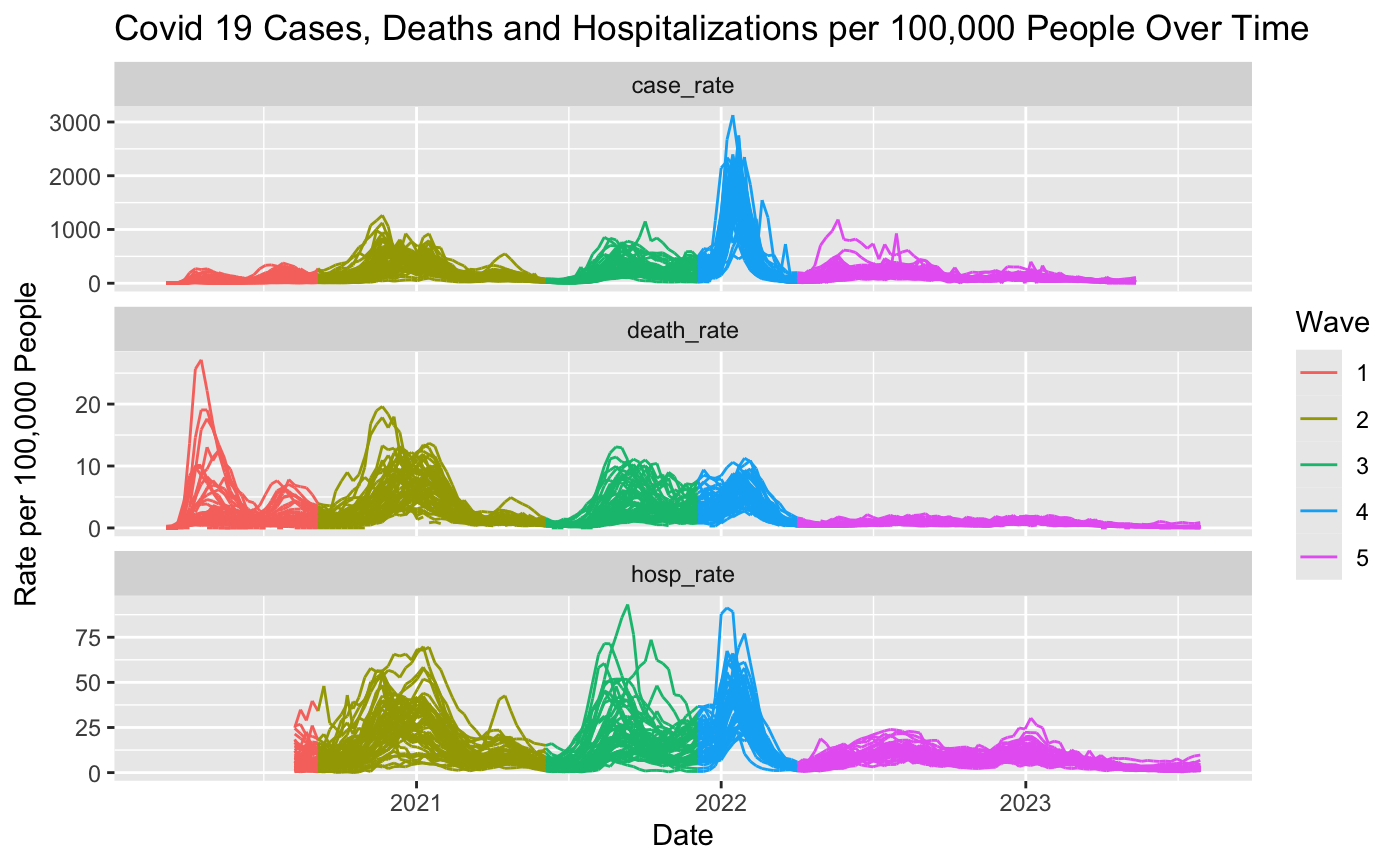 Covid 19 Cases, Deaths and Hospitalizations per 100,000 People Over Time
case_rate
3000
2000
1000
0
death_rate
20
10
0
hosp_rate
75
50
25
0
2021 2022 2023
Date
Rate per 100,000 People
Wave
1
2
3
4
5